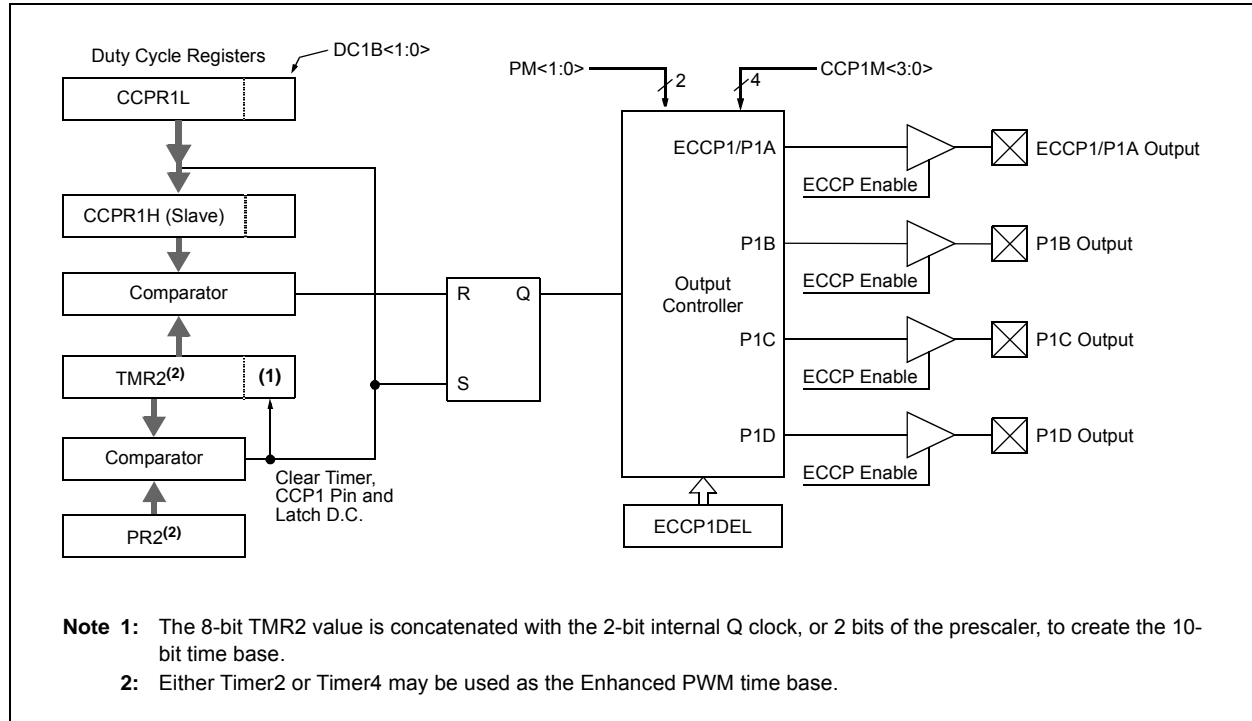 Duty Cycle Registers
DC1B<1:0>
CCPR1L
CCPR1H (Slave)
Comparator
TMR2(2)
(1)
Comparator
PR2(2)
Clear Timer,
CCP1 Pin and
Latch D.C.
R
Q
S
PM<1:0>
2
4
CCP1M<3:0>
Output
Controller
ECCP1/P1A
P1B
P1C
P1D
ECCP1DEL
ECCP Enable
ECCP1/P1A Output
ECCP Enable
P1B Output
ECCP Enable
P1C Output
ECCP Enable
P1D Output
Note 1: The 8-bit TMR2 value is concatenated with the 2-bit internal Q clock, or 2 bits of the prescaler, to create the 10-
bit time base.
2: Either Timer2 or Timer4 may be used as the Enhanced PWM time base.